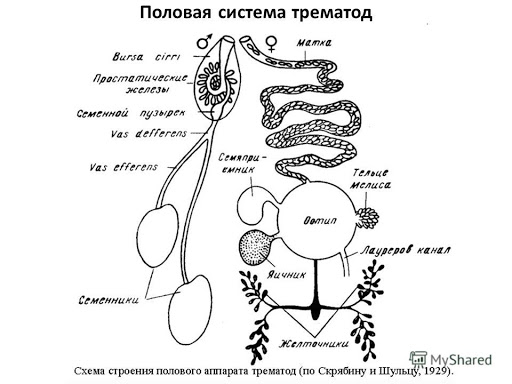 Половая система трематод
♂ ♀
Матка
Bursa cirri
Простатические
железы
Семенной пузырек
Vas defferens
Vas efferens
Семяпри-
емник
Тельце
Мелиса
Оотип
Лауреров канал
Яичник
Семенники
Желточники
Схема строения полового аппарата трематод (по Скрябину и Шульцу, 1929).
MyShared